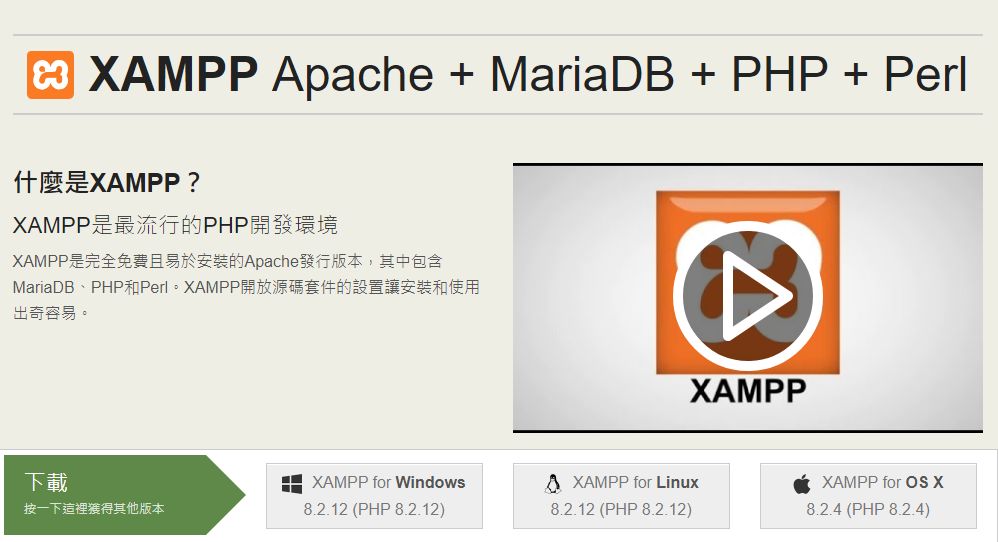 XAMPP Apache + MariaDB + PHP + Perl
什麼是XAMPP？
XAMPP是最流行的PHP開發環境
XAMPP是完全免費且易於安裝的Apache發行版本，其中包含
MariaDB、PHP和Perl。XAMPP開放源碼套件的設置讓安裝和使用
出奇容易。
XAMPP
下載
按一下這裡獲得其他版本
XAMPP for Windows
8.2.12 (PHP 8.2.12)
XAMPP for Linux
8.2.12 (PHP 8.2.12)
XAMPP for OS X
8.2.4 (PHP 8.2.4)